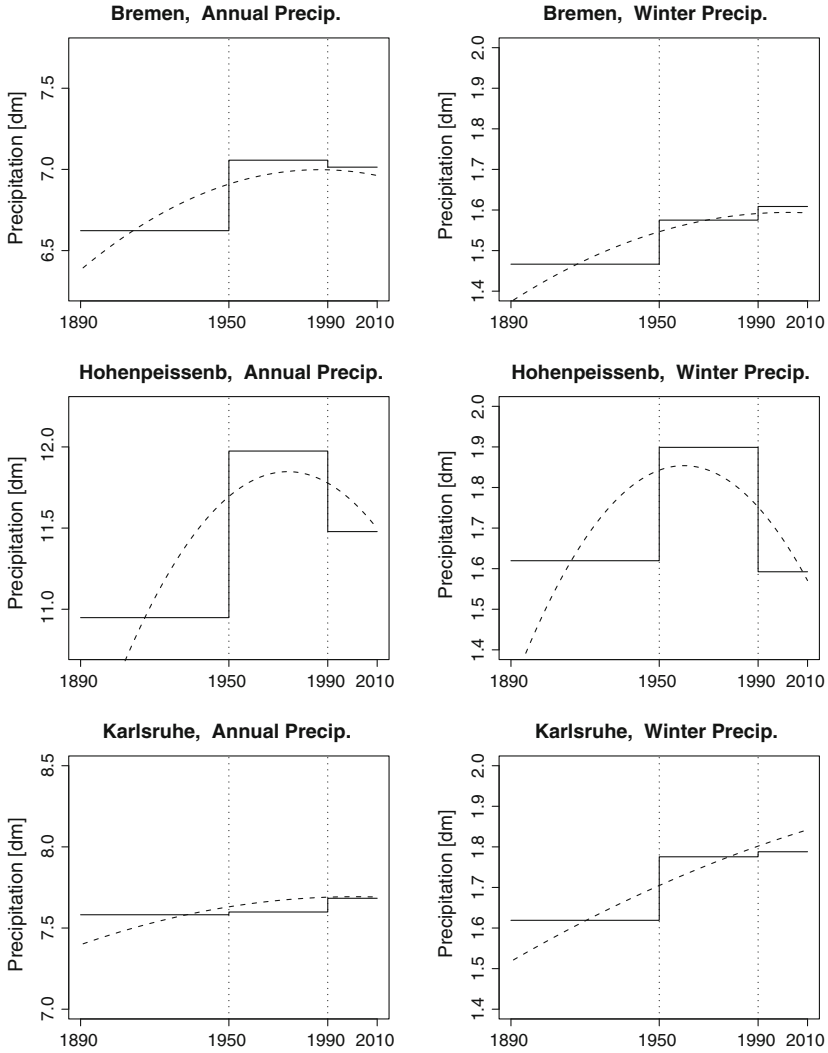 Bremen, Annual Precip.
Precipitation [dm]
7.5
7.0
6.5
1890 1950 1990 2010
Bremen, Winter Precip.
Precipitation [dm]
2.0
1.9
1.8
1.7
1.6
1.5
1.4
1890 1950 1990 2010
Hohenpeissenb, Annual Precip.
Precipitation [dm]
12.0
11.5
11.0
1890 1950 1990 2010
Hohenpeissenb, Winter Precip.
Precipitation [dm]
2.0
1.9
1.8
1.7
1.6
1.5
1.4
1890 1950 1990 2010
Karlsruhe, Annual Precip.
Precipitation [dm]
8.5
8.0
7.5
7.0
1890 1950 1990 2010
Karlsruhe, Winter Precip.
Precipitation [dm]
2.0
1.9
1.8
1.7
1.6
1.5
1.4
1890 1950 1990 2010